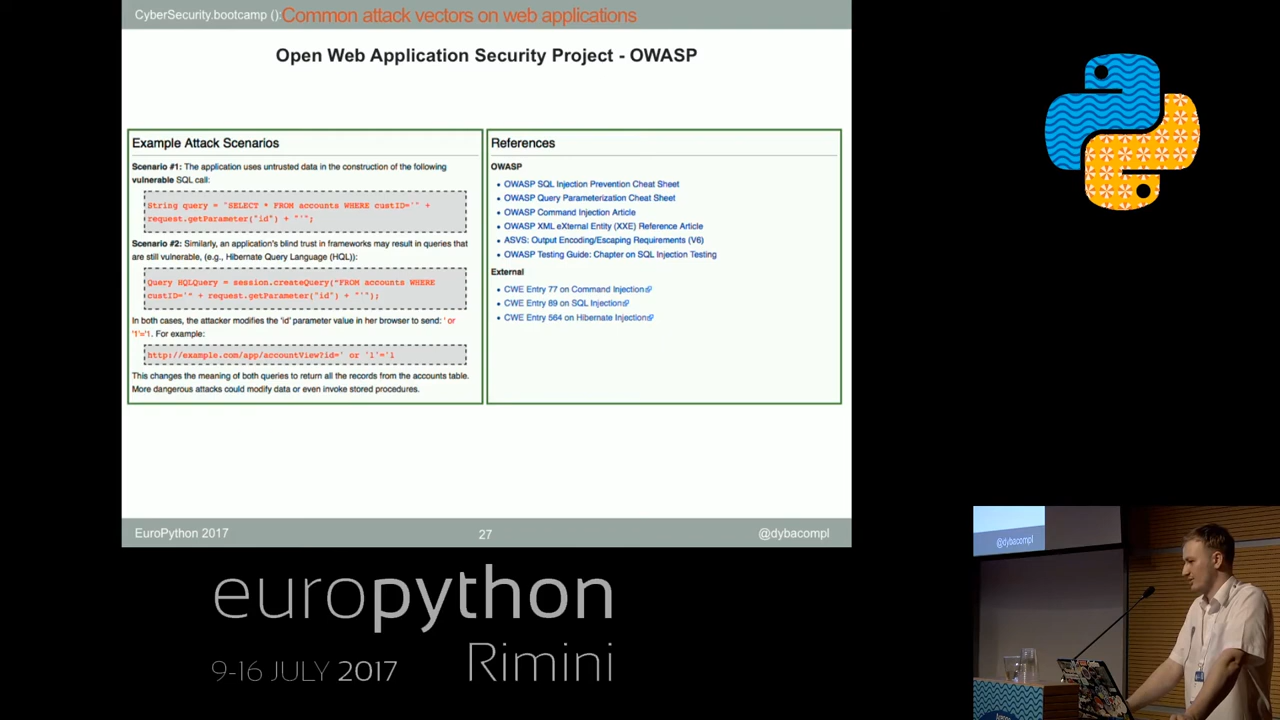 CyberSecurity.bootcamp ():Common attack vectors on web applications
Open Web Application Security Project - OWASP
Example Attack Scenarios
Scenario #1: The application uses untrusted data in the construction of the following
vulnerable SQL call:
String query = "SELECT * FROM accounts WHERE custID='" +
request.getParameter("id") + "'";
Scenario #2: Similarly, an application's blind trust in frameworks may result in queries that
are still vulnerable, (e.g., Hibernate Query Language (HQL)):
Query HQLQuery = session.createQuery("FROM accounts WHERE
custID='" + request.getParameter("id") + "'");
In both cases, the attacker modifies the 'id' parameter value in her browser to send: ' or
'1'='1. For example:
http://example.com/app/accountView?id=' or '1'='1
This changes the meaning of both queries to return all the records from the accounts table.
More dangerous attacks could modify data or even invoke stored procedures.
References
OWASP
• OWASP SQL Injection Prevention Cheat Sheet
• OWASP Query Parameterization Cheat Sheet
• OWASP Command Injection Article
• OWASP XML eXternal Entity (XXE) Reference Article
• ASVS: Output Encoding/Escaping Requirements (V6)
• OWASP Testing Guide: Chapter on SQL Injection Testing
External
• CWE Entry 77 on Command Injection
• CWE Entry 89 on SQL Injection
• CWE Entry 564 on Hibernate Injection
EuroPython 2017
27
@dybacompl
@dybacompl
europython
9-16 JULY 2017
Rimini